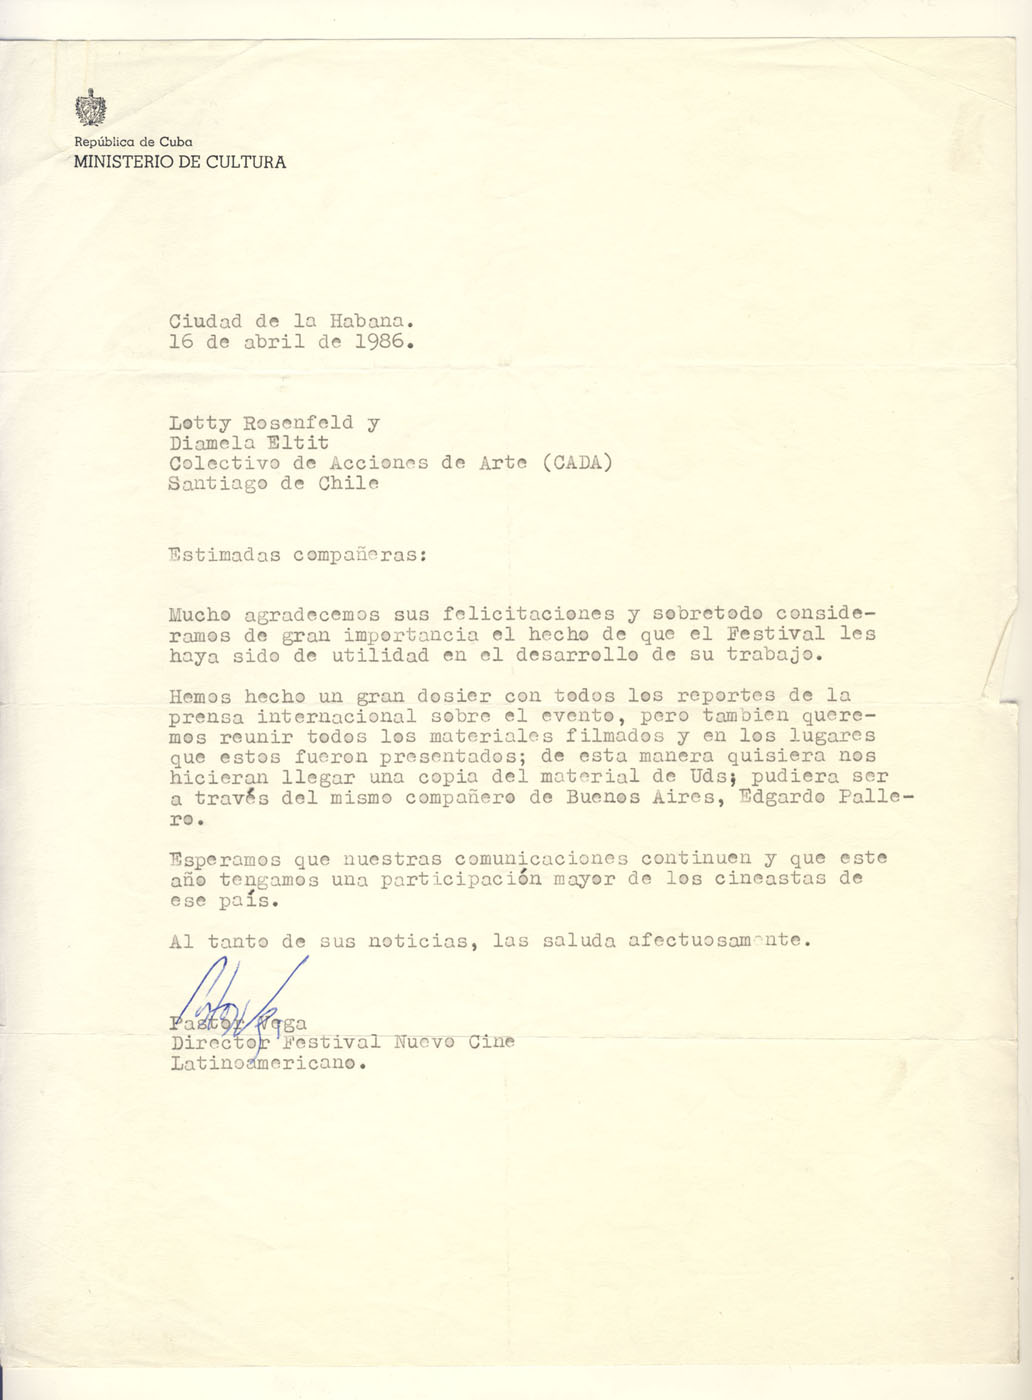 República de Cuba
MINISTERIO DE CULTURA
Ciudad de la Habana.
16 de abril de 1986.
Lotty Rosenfeld y
Diamela Eltit
Colectivo de Acciones de Arte (CADA)
Santiago de Chile
Estimadas compañeras:
Mucho agradecemos sus felicitaciones y sobretodo conside-
ramos de gran importancia el hecho de que el Festival les
haya sido de utilidad en el desarrollo de su trabajo.
Hemos hecho un gran dosier con todos los reportes de la
prensa internacional sobre el evento, pero tambien quere-
mos reunir todos los materiales filmados y en los lugares
que estos fueron presentados; de esta manera quisiera nos
hicieran llegar una copia del material de Uds; pudiera ser
a través del mismo compañero de Buenos Aires, Edgardo Palle-
ro.
Esperamos que nuestras comunicaciones continuen y que este
año tengamos una participación mayor de los cineastas de
ese país.
Al tanto de sus noticias, las saluda afectuosamente.
Pastor Vega
Director Festival Nuevo Cine
Latinoamericano.